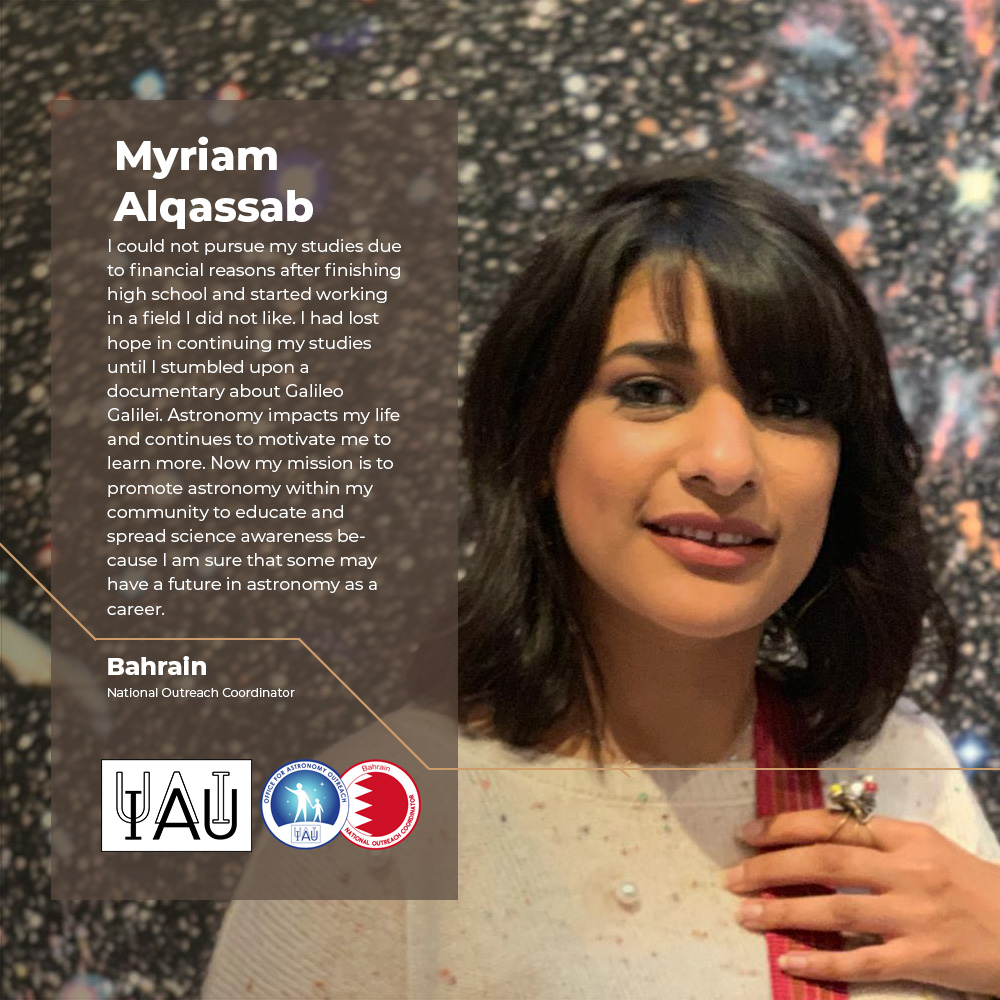 Myriam
Alqassab
I could not pursue my studies due
to financial reasons after finishing
high school and started working
in a field I did not like. I had lost
hope in continuing my studies
until I stumbled upon a
documentary about Galileo
Galilei. Astronomy impacts my life
and continues to motivate me to
learn more. Now my mission is to
promote astronomy within my
community to educate and
spread science awareness be-
cause I am sure that some may
have a future in astronomy as a
career.
Bahrain
National Outreach Coordinator
IAU
OFFICE FOR ASTRONOMY OUTREACH
IAU
Bahrain
NATIONAL OUTREACH COORDINATOR